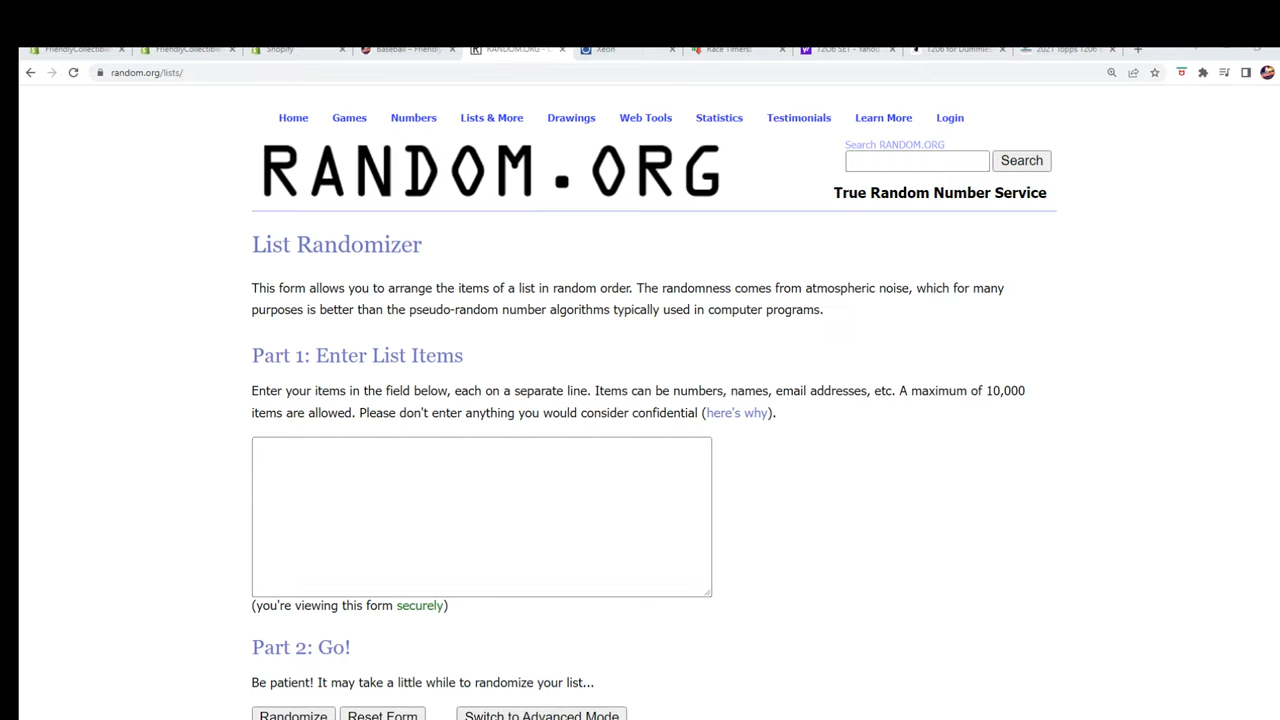 FriendlyCollectible
FriendlyCollectible
Shopify
Baseball – Friendly
RANDOM.ORG - L
Xeon
Race Timers!
T206 SET - Yahoo
T206 for Dummies
2021 Topps T206
random.org/lists/
Home Games Numbers Lists & More Drawings Web Tools Statistics Testimonials Learn More Login
RANDOM.ORG
Search RANDOM.ORG
Search
True Random Number Service
List Randomizer
This form allows you to arrange the items of a list in random order. The randomness comes from atmospheric noise, which for many
purposes is better than the pseudo-random number algorithms typically used in computer programs.
Part 1: Enter List Items
Enter your items in the field below, each on a separate line. Items can be numbers, names, email addresses, etc. A maximum of 10,000
items are allowed. Please don't enter anything you would consider confidential (here's why).
(you're viewing this form securely)
Part 2: Go!
Be patient! It may take a little while to randomize your list...
Randomize Reset Form Switch to Advanced Mode